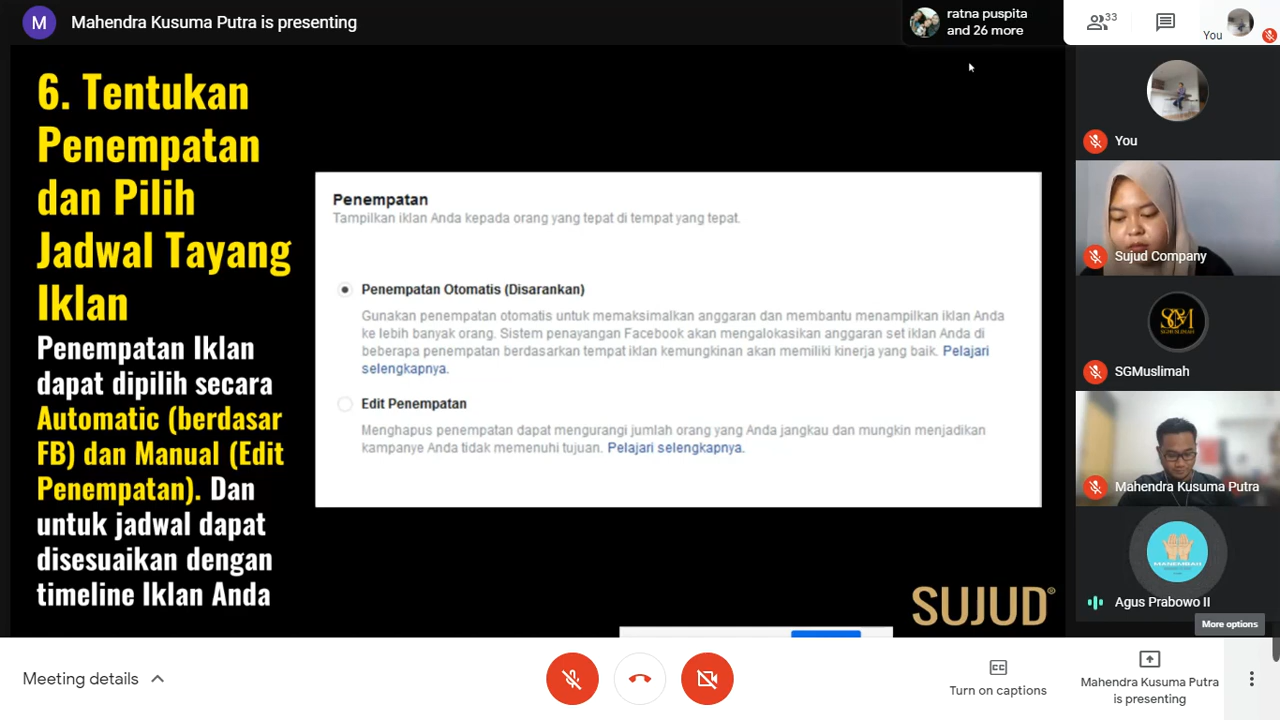 M
Mahendra Kusuma Putra is presenting
ratna puspita
and 26 more
33
You
6. Tentukan
Penempatan
dan Pilih
Jadwal Tayang
Iklan
Penempatan Iklan
dapat dipilih secara
Automatic (berdasar
FB) dan Manual (Edit
Penempatan). Dan
untuk jadwal dapat
disesuaikan dengan
timeline Iklan Anda
Penempatan
Tampilkan iklan Anda kepada orang yang tepat di tempat yang tepat.
Penempatan Otomatis (Disarankan)
Gunakan penempatan otomatis untuk memaksimalkan anggaran dan membantu menampilkan iklan Anda
ke lebih banyak orang. Sistem penayangan Facebook akan mengalokasikan anggaran set iklan Anda di
beberapa penempatan berdasarkan tempat iklan kemungkinan akan memiliki kinerja yang baik. Pelajari
selengkapnya.
Edit Penempatan
Menghapus penempatan dapat mengurangi jumlah orang yang Anda jangkau dan mungkin menjadikan
kampanye Anda tidak memenuhi tujuan. Pelajari selengkapnya.
SUJUD®
You
Sujud Company
SGM
SGMUSLIMAH
SGMuslimah
Mahendra Kusuma Putra
MANEMBAH
Agus Prabowo II
More options
Meeting details
CC
Turn on captions
Mahendra Kusuma Putra
is presenting